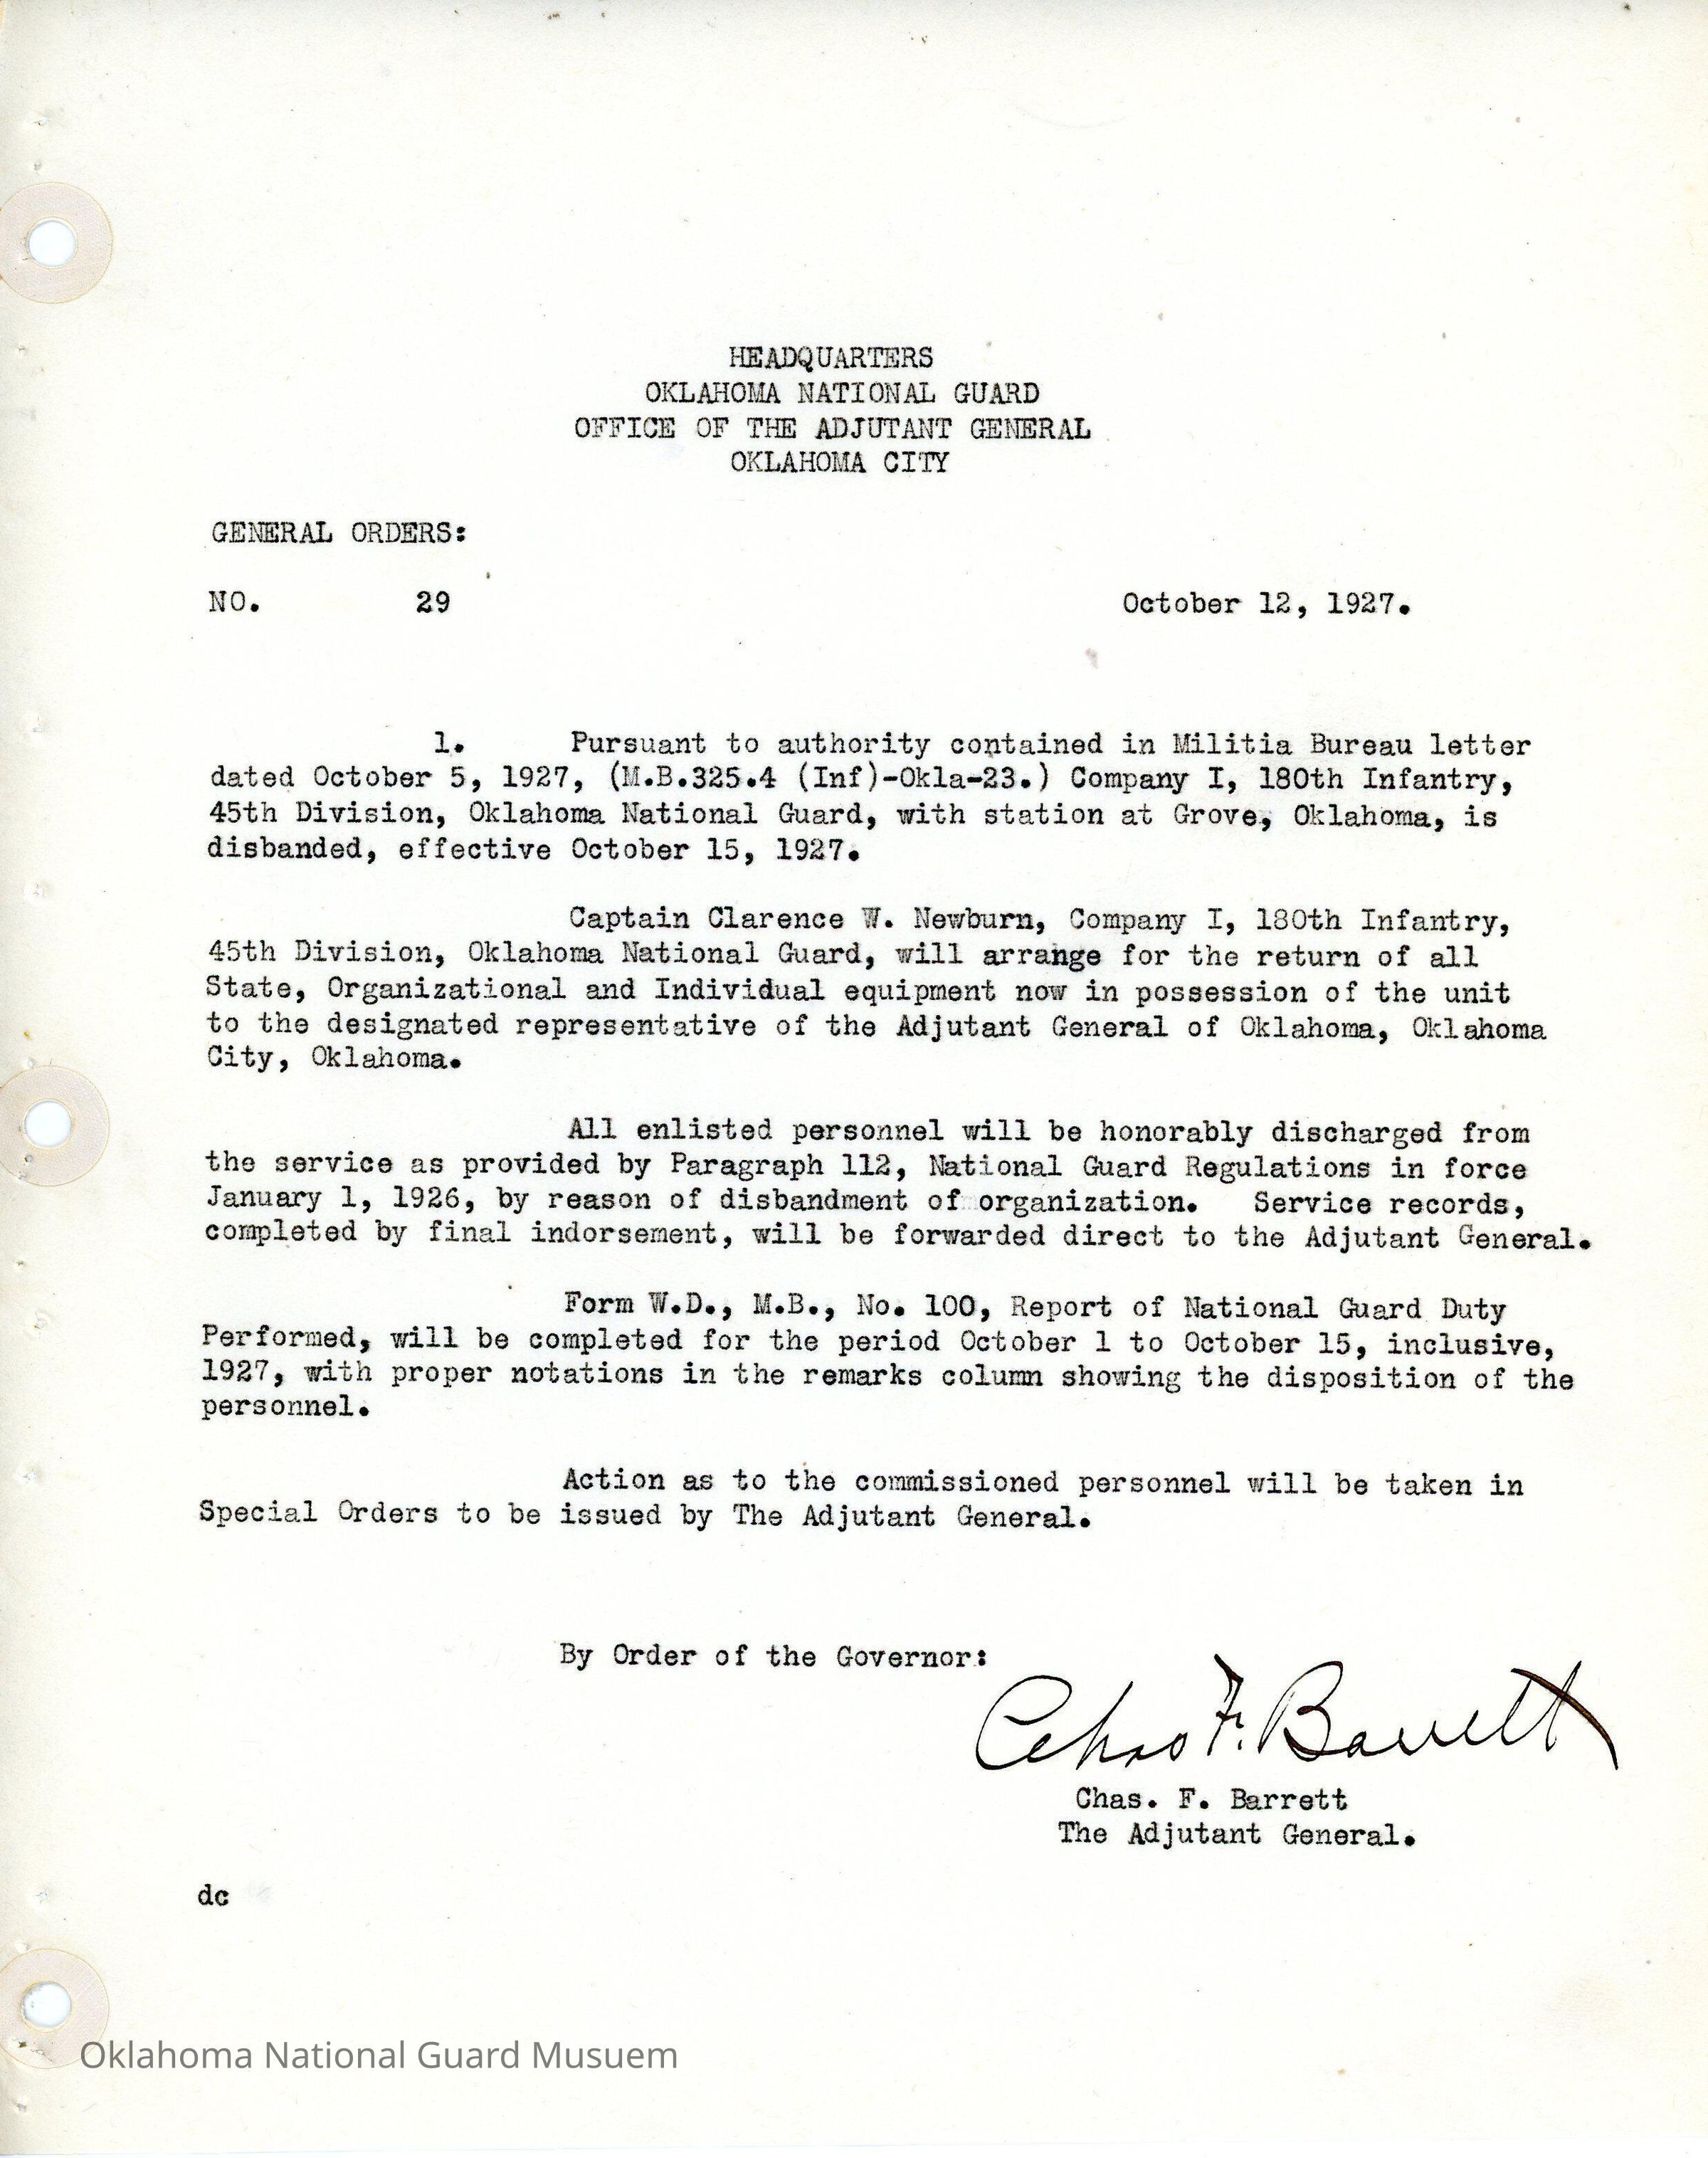 HEADQUARTERS
OKLAHOMA NATIONAL GUARD
OFFICE OF THE ADJUTANT GENERAL
OKLAHOMA CITY
GENERAL ORDERS:
NO. 29 October 12, 1927.
1. Pursuant to authority contained in Militia Bureau letter
dated October 5, 1927, (M.B.325.4 (Inf)-Okla-23.) Company I, 180th Infantry,
45th Division, Oklahoma National Guard, with station at Grove, Oklahoma, is
disbanded, effective October 15, 1927.
Captain Clarence W. Newburn, Company I, 180th Infantry,
45th Division, Oklahoma National Guard, will arrange for the return of all
State, Organizational and Individual equipment now in possession of the unit
to the designated representative of the Adjutant General of Oklahoma, Oklahoma
City, Oklahoma.
All enlisted personnel will be honorably discharged from
the service as provided by Paragraph 112, National Guard Regulations in force
January 1, 1926, by reason of disbandment of organization. Service records,
completed by final indorsement, will be forwarded direct to the Adjutant General.
Form W.D., M.B., No. 100, Report of National Guard Duty
Performed, will be completed for the period October 1 to October 15, inclusive,
1927, with proper notations in the remarks column showing the disposition of the
personnel.
Action as to the commissioned personnel will be taken in
Special Orders to be issued by The Adjutant General.
By Order of the Governor:
Chas F. Barrett
Chas. F. Barrett
The Adjutant General.
dc
Oklahoma National Guard Musuem